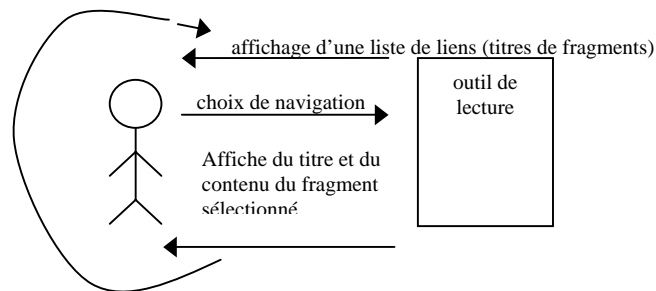 affichage d'une liste de liens (titres de fragments)
outil de
lecture
choix de navigation
Affiche du titre et du
contenu du fragment
sélectionné